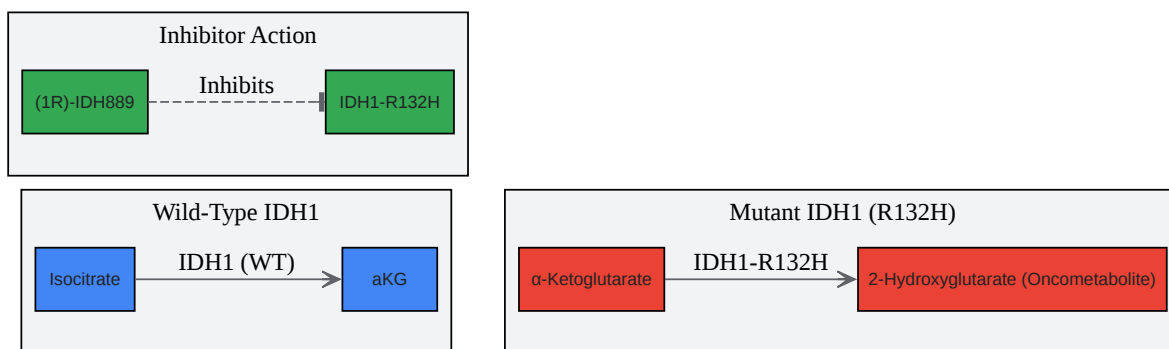 Inhibitor Action
(1R)-IDH889
Inhibits
IDH1-R132H
Wild-Type IDH1
Isocitrate
IDH1 (WT)
aKG
Mutant IDH1 (R132H)
α-Ketoglutarate
IDH1-R132H
2-Hydroxyglutarate (Oncometabolite)